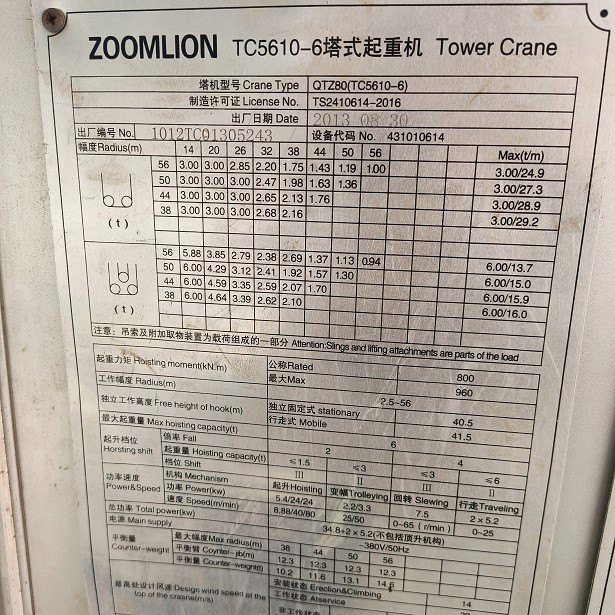 ZOOMLION TC5610-6塔式起重机 Tower Crane
塔机型号 Crane Type QTZ80(TC5610-6)
制造许可证 License No. TS2410614-2016
出厂日期 Date 2013 08 30
出厂编号 No. 1012TC01305243 设备代码 No. 431010614
幅度Radius(m) 14 20 26 32 38 44 50 56 Max(t/m)
56 3.00 3.00 2.85 2.20 1.75 1.43 1.19 1.00 3.00/24.9
50 3.00 3.00 3.00 2.47 1.98 1.63 1.36 3.00/27.3
44 3.00 3.00 3.00 2.65 2.13 1.76 3.00/28.9
38 3.00 3.00 3.00 2.68 2.16 3.00/29.2
(t)
56 5.88 3.85 2.79 2.38 2.69 1.37 1.13 0.94 6.00/13.7
50 6.00 4.29 3.12 2.41 1.92 1.57 1.30 6.00/15.0
44 6.00 4.59 3.35 2.59 2.07 1.70 6.00/15.9
38 6.00 4.64 3.39 2.62 2.10 6.00/16.0
(t)
注意: 吊索及附加取物装置为载荷组成的一部分 Attention:Slings and lifting attachments are parts of the load
起重力矩 Hoisting moment(kN.m) 公称Rated 800
最大Max 960
工作幅度 Radius(m) 2.5~56
独立工作高度 Free height of hook(m) 独立固定式 stationary 40.5
行走式 Mobile 41.5
最大起重量 Max hoisting capacity(t) 6
起升档位 Horsting shift 倍率 Fall 2 4
起重量 Hoisting capacity(t) ≤1.5 ≤3 ≤3 ≤6
档位 Shift III II III II
功率速度 Power&Speed 机构 Mechanism 起升Hoisting 变幅Trolleying 回转 Slewing 行走Traveling
功率 Power(kw) 5.4/24/24 2.2/3.3 7.5 2×5.2
速度 Speed(m/min) 8.88/40/80 25/50 0~65 (r/min) 0~25
总功率 Total power(kw) 34.8+2×5.2(不包括顶升机构)
电源 Main supply ~380V/50Hz
平衡重 Counter-weight 最大幅度Max radius(m) 38 44 50 56
平衡臂 Counter-jib(m) 12.3 12.3 12.3 12.3
平衡重 Counter-weight(t) 10.2 11.6 13.1 14.6
最高处设计风速 Design wind speed at the top of the crasne(m/s) 安装状态 Erection&Climbing 14
工作状态 Atservice 20
非工作状态